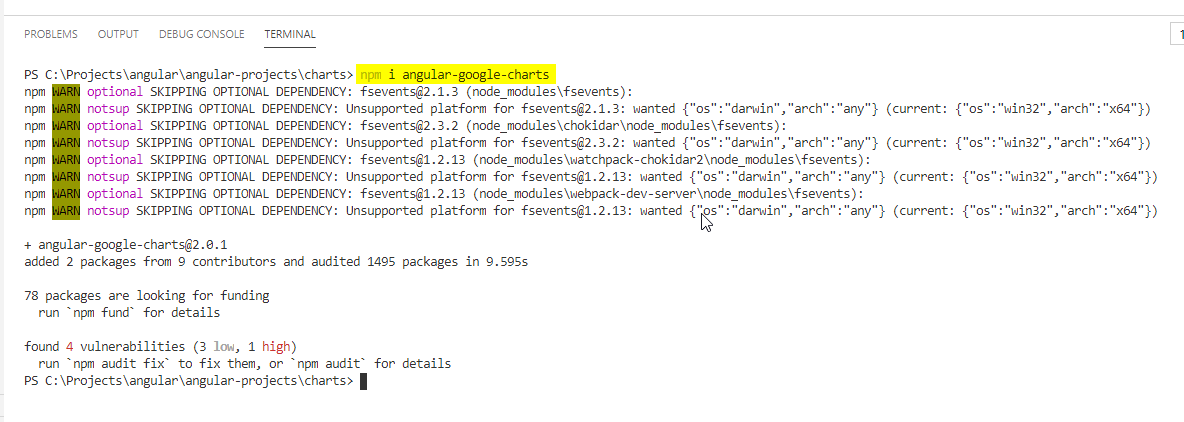 PROBLEMS OUTPUT DEBUG CONSOLE TERMINAL 1
PS C:\Projects\angular\angular-projects\charts> npm i angular-google-charts
npm WARN optional SKIPPING OPTIONAL DEPENDENCY: fsevents@2.1.3 (node_modules\fsevents):
npm WARN notsup SKIPPING OPTIONAL DEPENDENCY: Unsupported platform for fsevents@2.1.3: wanted {"os":"darwin","arch":"any"} (current: {"os":"win32","arch":"x64"})
npm WARN optional SKIPPING OPTIONAL DEPENDENCY: fsevents@2.3.2 (node_modules\chokidar\node_modules\fsevents):
npm WARN notsup SKIPPING OPTIONAL DEPENDENCY: Unsupported platform for fsevents@2.3.2: wanted {"os":"darwin","arch":"any"} (current: {"os":"win32","arch":"x64"})
npm WARN optional SKIPPING OPTIONAL DEPENDENCY: fsevents@1.2.13 (node_modules\watchpack-chokidar2\node_modules\fsevents):
npm WARN notsup SKIPPING OPTIONAL DEPENDENCY: Unsupported platform for fsevents@1.2.13: wanted {"os":"darwin","arch":"any"} (current: {"os":"win32","arch":"x64"})
npm WARN optional SKIPPING OPTIONAL DEPENDENCY: fsevents@1.2.13 (node_modules\webpack-dev-server\node_modules\fsevents):
npm WARN notsup SKIPPING OPTIONAL DEPENDENCY: Unsupported platform for fsevents@1.2.13: wanted {"os":"darwin","arch":"any"} (current: {"os":"win32","arch":"x64"})
+ angular-google-charts@2.0.1
added 2 packages from 9 contributors and audited 1495 packages in 9.595s
78 packages are looking for funding
run `npm fund` for details
found 4 vulnerabilities (3 low, 1 high)
run `npm audit fix` to fix them, or `npm audit` for details
PS C:\Projects\angular\angular-projects\charts>